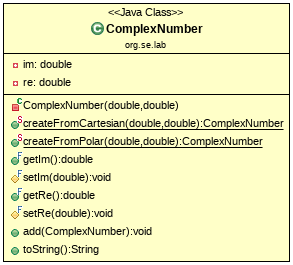 <<Java Class>>
ComplexNumber
org.se.lab
im: double
re: double
ComplexNumber(double,double)
createFromCartesian(double,double):ComplexNumber
createFromPolar(double,double):ComplexNumber
getIm():double
setIm(double):void
getRe():double
setRe(double):void
add(ComplexNumber):void
toString():String